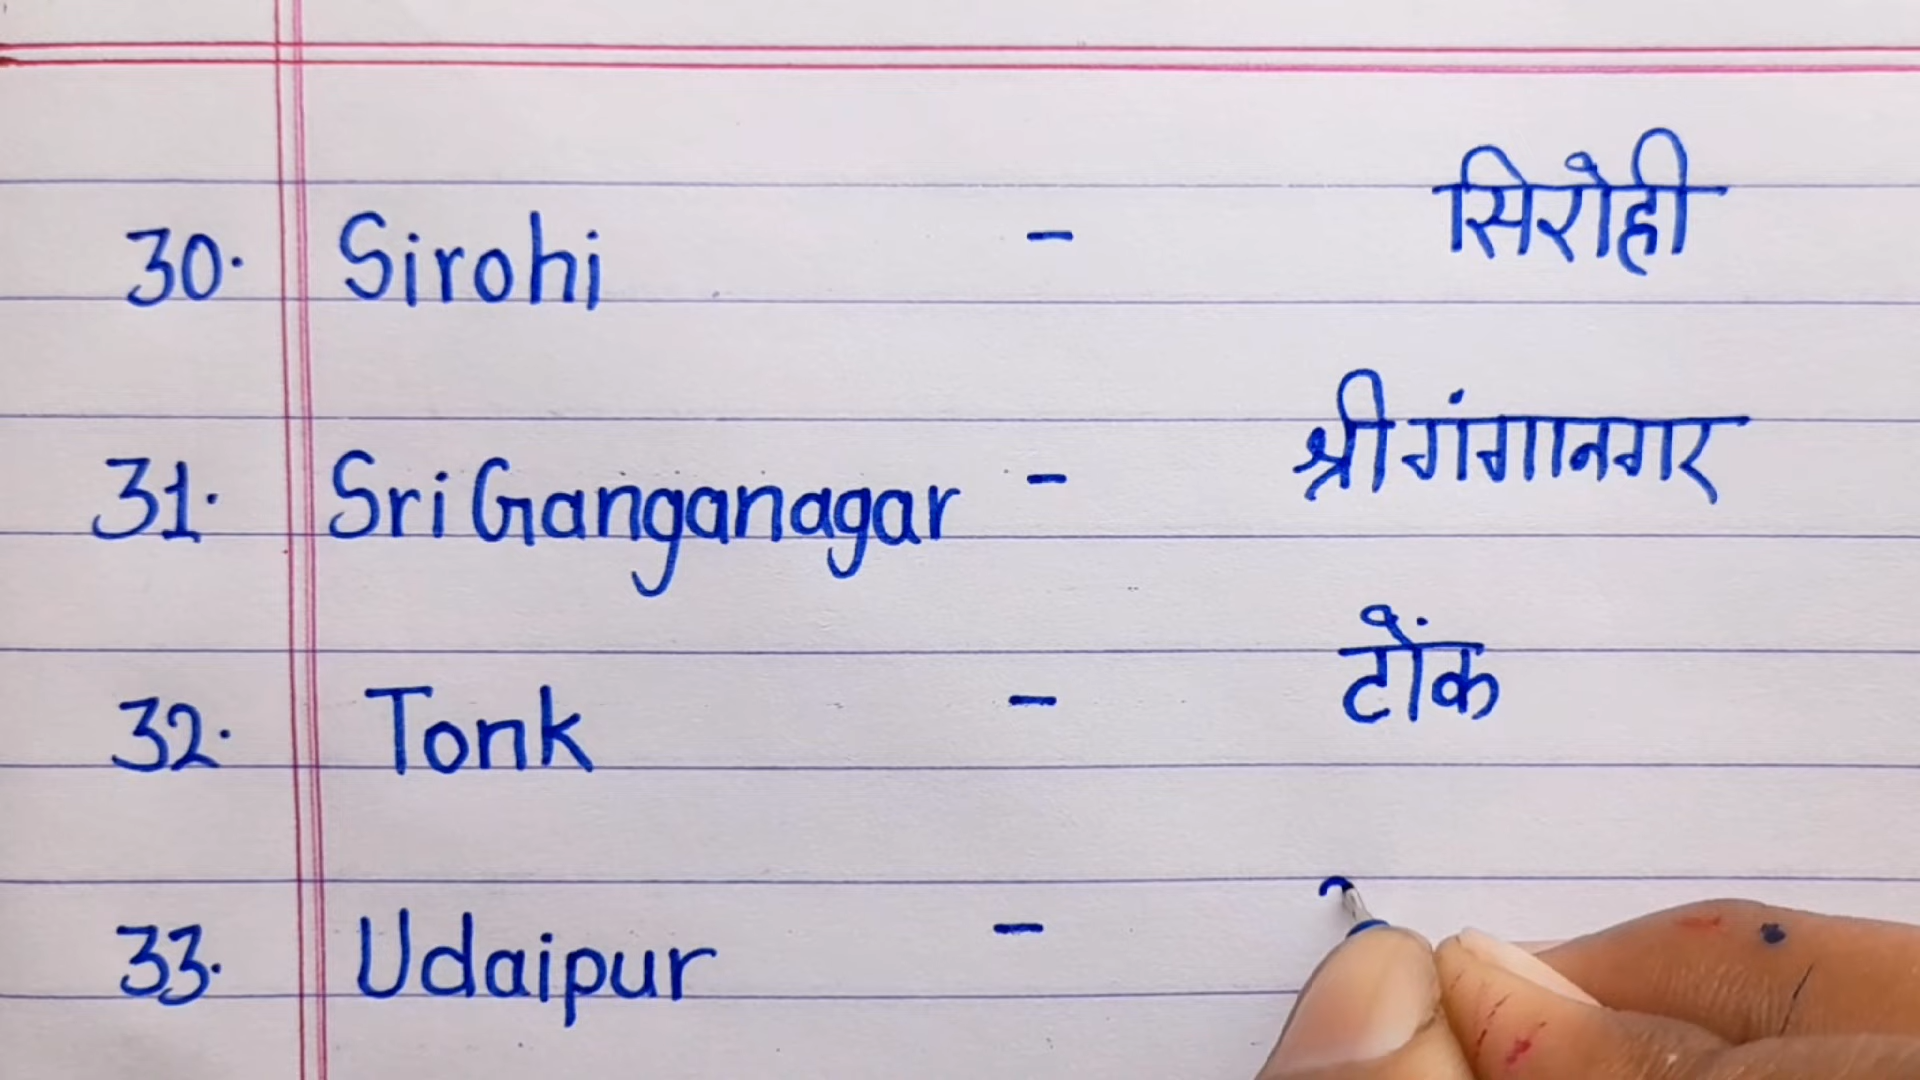 30. Sirohi - सिरोही
31. Sri Ganganagar - श्री गंगानगर
32. Tonk - टोंक
33. Udaipur -